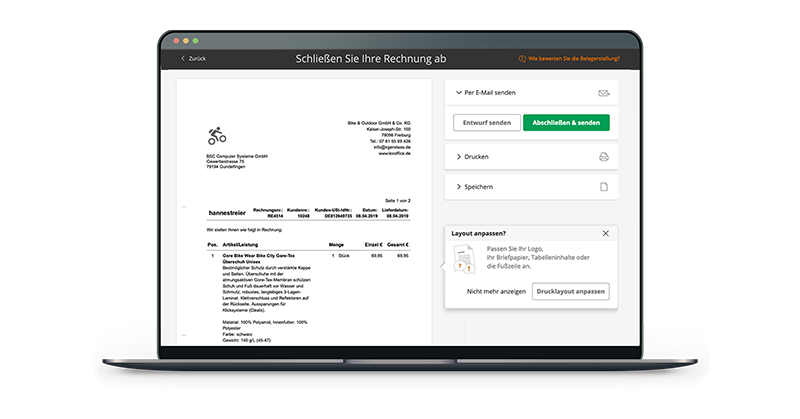 Zurück
Schließen Sie Ihre Rechnung ab
Wie bewerten Sie die Belegerstellung?
Bike & Outdoor GmbH & Co. KG
Kaiser-Joseph-Str. 100
79098 Freiburg
Tel.: 07 61 55 69 426
info@irgendwas.de
www.lexoffice.de
BSC Computer Systeme GmbH
Gewerbestrasse 75
79194 Gundelfingen
Seite 1 von 2
hannestreier
Rechnungsnr.: Kundennr.: Kunden-USt-IdNr.: Datum: Lieferdatum:
RE4514 10248 DE812649735 08.04.2019 08.04.2019
Wir stellen Ihnen wie folgt in Rechnung:
Pos. Artikel/Leistung Menge Einzel € Gesamt €
1 Gore Bike Wear Bike City Gore-Tex 1 Stück 69,95 69,95
Überschuh Unisex
Bestmöglicher Schutz durch verstärkte Kappe
und Seiten. Überschuhe mit der
atmungsaktiven Gore-Tex-Membran schützen
Schuh und Fuß dauerhaft vor Wasser und
Schmutz. robustes, langlebiges 3-Lagen-
Laminat. Klettverschluss und Reflektoren auf
der Rückseite. Aussparungen für
Klicksysteme (Cleats).
Material: 100% Polyamid, Innenfutter: 100%
Polyester
Farbe: schwarz
Gewicht: 140 g/L (45-47)
Per E-Mail senden
Entwurf senden
Abschließen & senden
Drucken
Speichern
Layout anpassen?
Passen Sie Ihr Logo,
Ihr Briefpapier, Tabelleninhalte oder
die Fußzeile an.
Nicht mehr anzeigen
Drucklayout anpassen